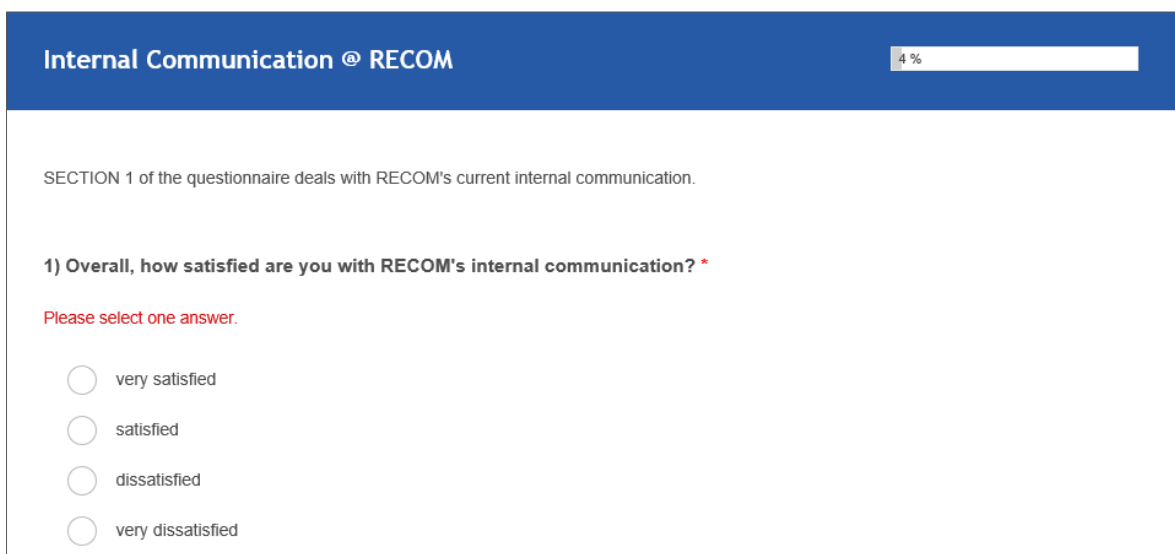 Internal Communication @ RECOM
4 %
SECTION 1 of the questionnaire deals with RECOM's current internal communication.
1) Overall, how satisfied are you with RECOM's internal communication? *
Please select one answer.
very satisfied
satisfied
dissatisfied
very dissatisfied